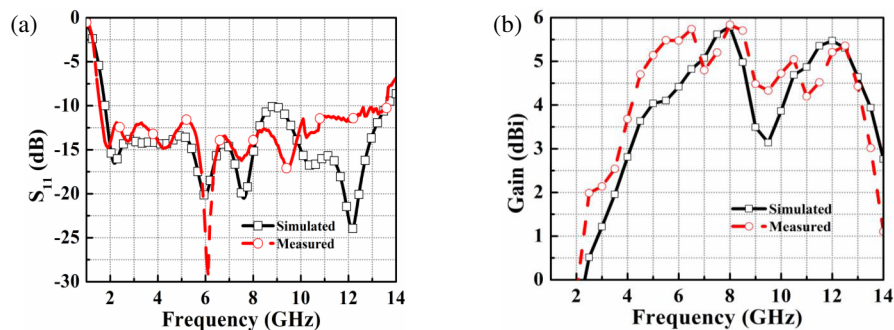 (a)
0
-5
-10
-15
-20
-25
-30
S11 (dB)
Simulated
Measured
2 4 6 8 10 12 14
Frequency (GHz)
(b)
6
5
4
3
2
1
0
Gain (dBi)
Simulated
Measured
2 4 6 8 10 12 14
Frequency (GHz)